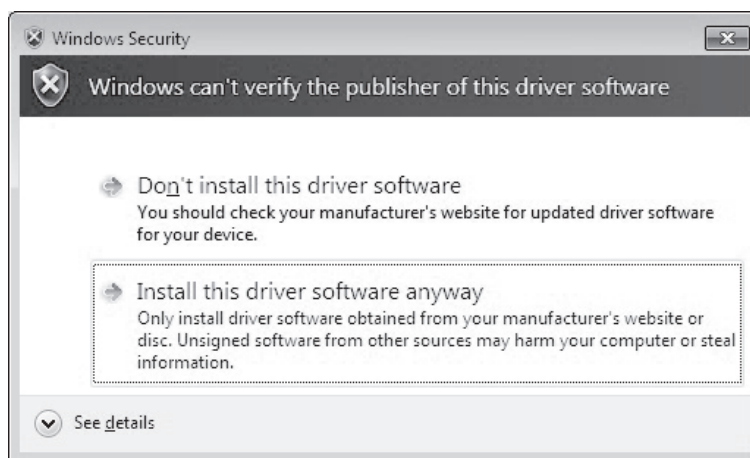 Windows Security
Windows can't verify the publisher of this driver software
Don't install this driver software
You should check your manufacturer's website for updated driver software
for your device.
Install this driver software anyway
Only install driver software obtained from your manufacturer's website or
disc. Unsigned software from other sources may harm your computer or steal
information.
See details